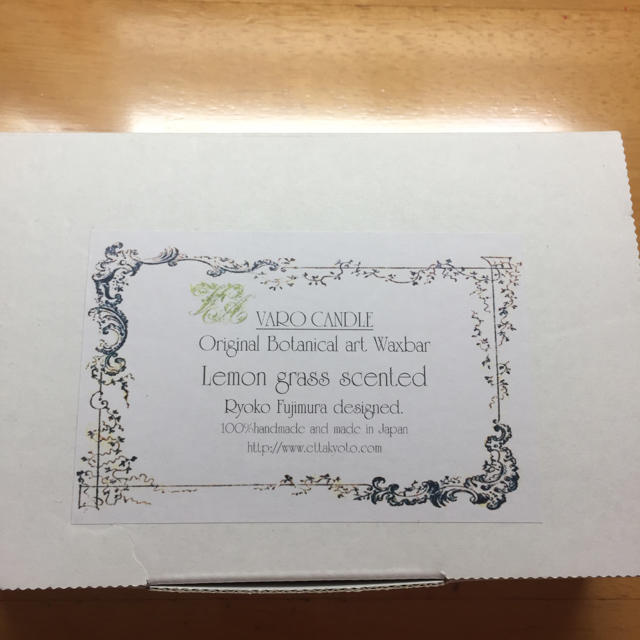 VARO CANDLE
Original Botanical art Waxbar
Lemon grass scented
Ryoko Fujimura designed.
100%handmade and made in Japan
http://www.ettakyoto.com